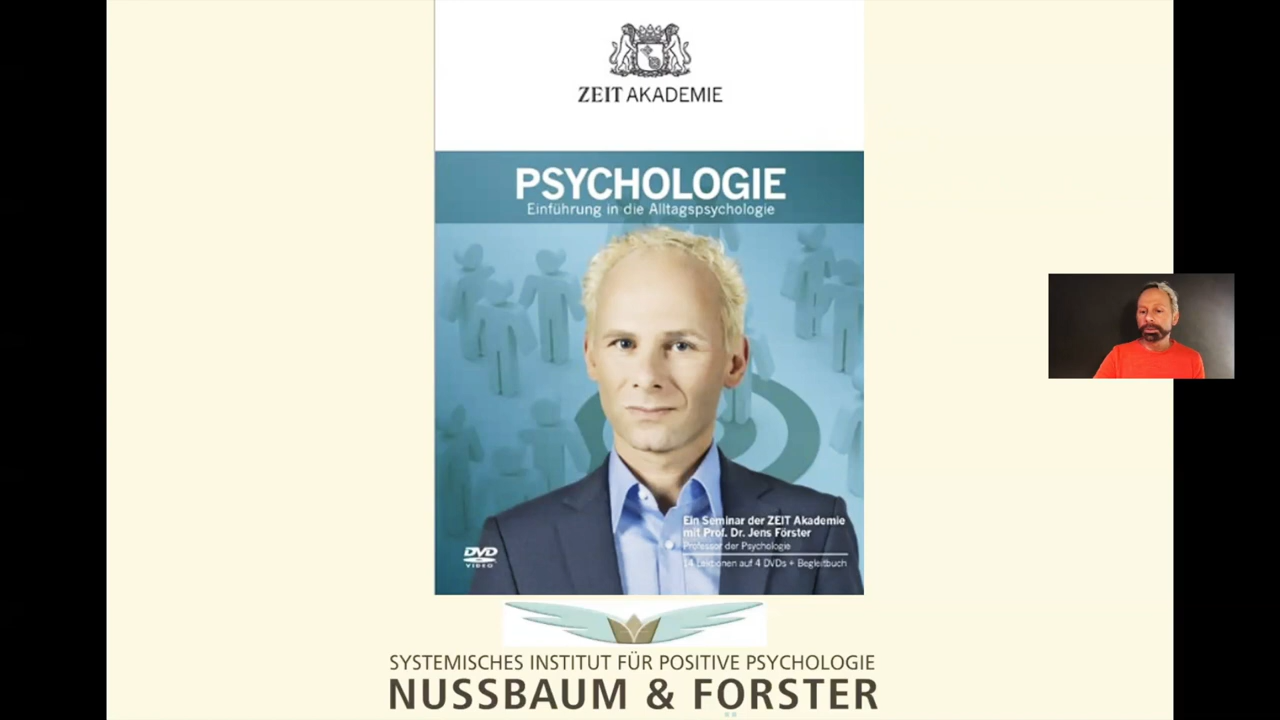 ZEIT AKADEMIE
PSYCHOLOGIE
Einführung in die Alltagspsychologie
Ein Seminar der ZEIT Akademie
mit Prof. Dr. Jens Förster
Professor der Psychologie
14 Lektionen auf 4 DVDs + Begleitbuch
DVD
VIDEO
SYSTEMISCHES INSTITUT FÜR POSITIVE PSYCHOLOGIE
NUSSBAUM & FÖRSTER